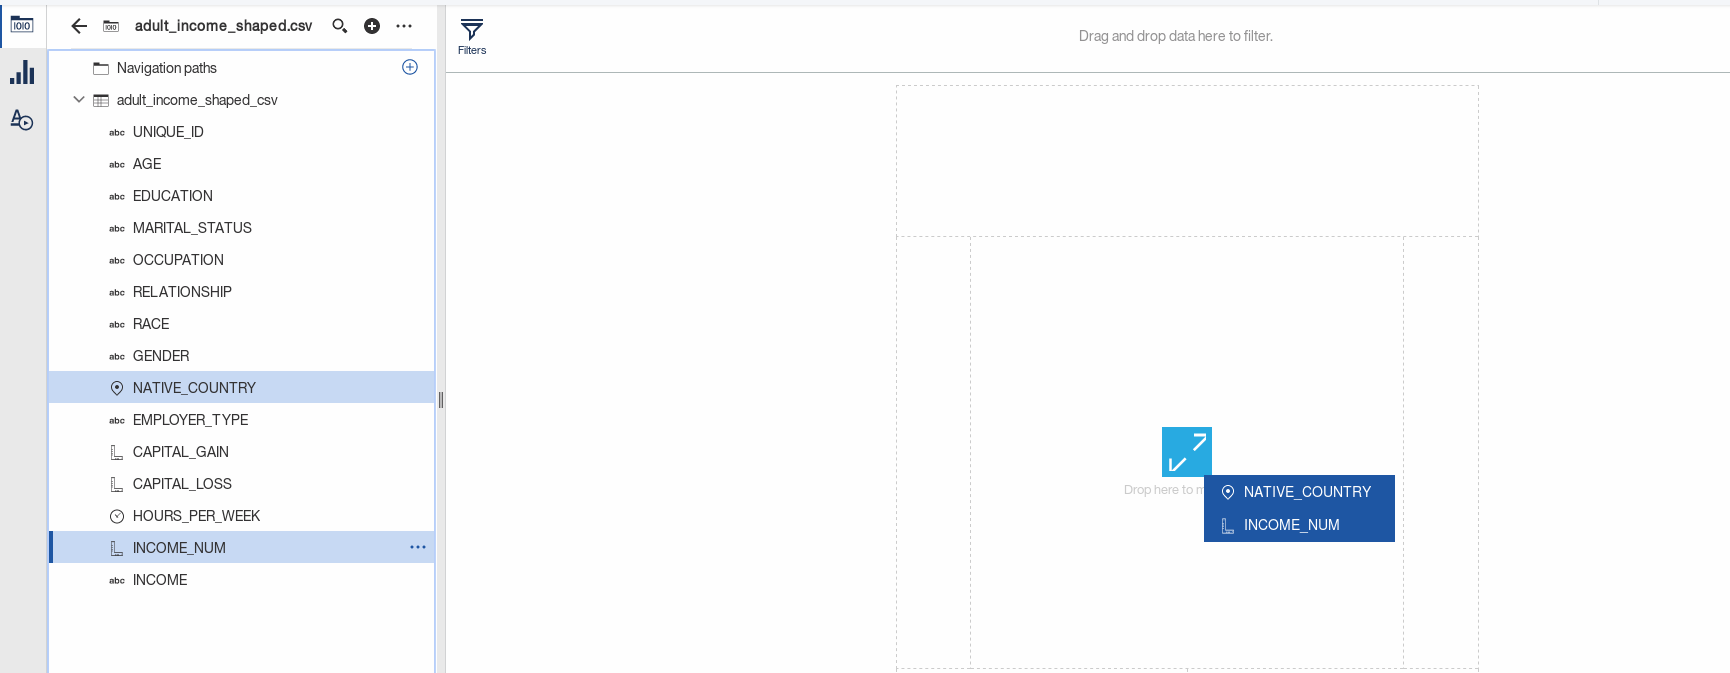 adult_income_shaped.csv
Navigation paths
adult_income_shaped_csv
abc UNIQUE_ID
abc AGE
abc EDUCATION
abc MARITAL_STATUS
abc OCCUPATION
abc RELATIONSHIP
abc RACE
abc GENDER
NATIVE_COUNTRY
abc EMPLOYER_TYPE
CAPITAL_GAIN
CAPITAL_LOSS
HOURS_PER_WEEK
INCOME_NUM
abc INCOME
Filters
Drag and drop data here to filter.
Drop here to
NATIVE_COUNTRY
INCOME_NUM